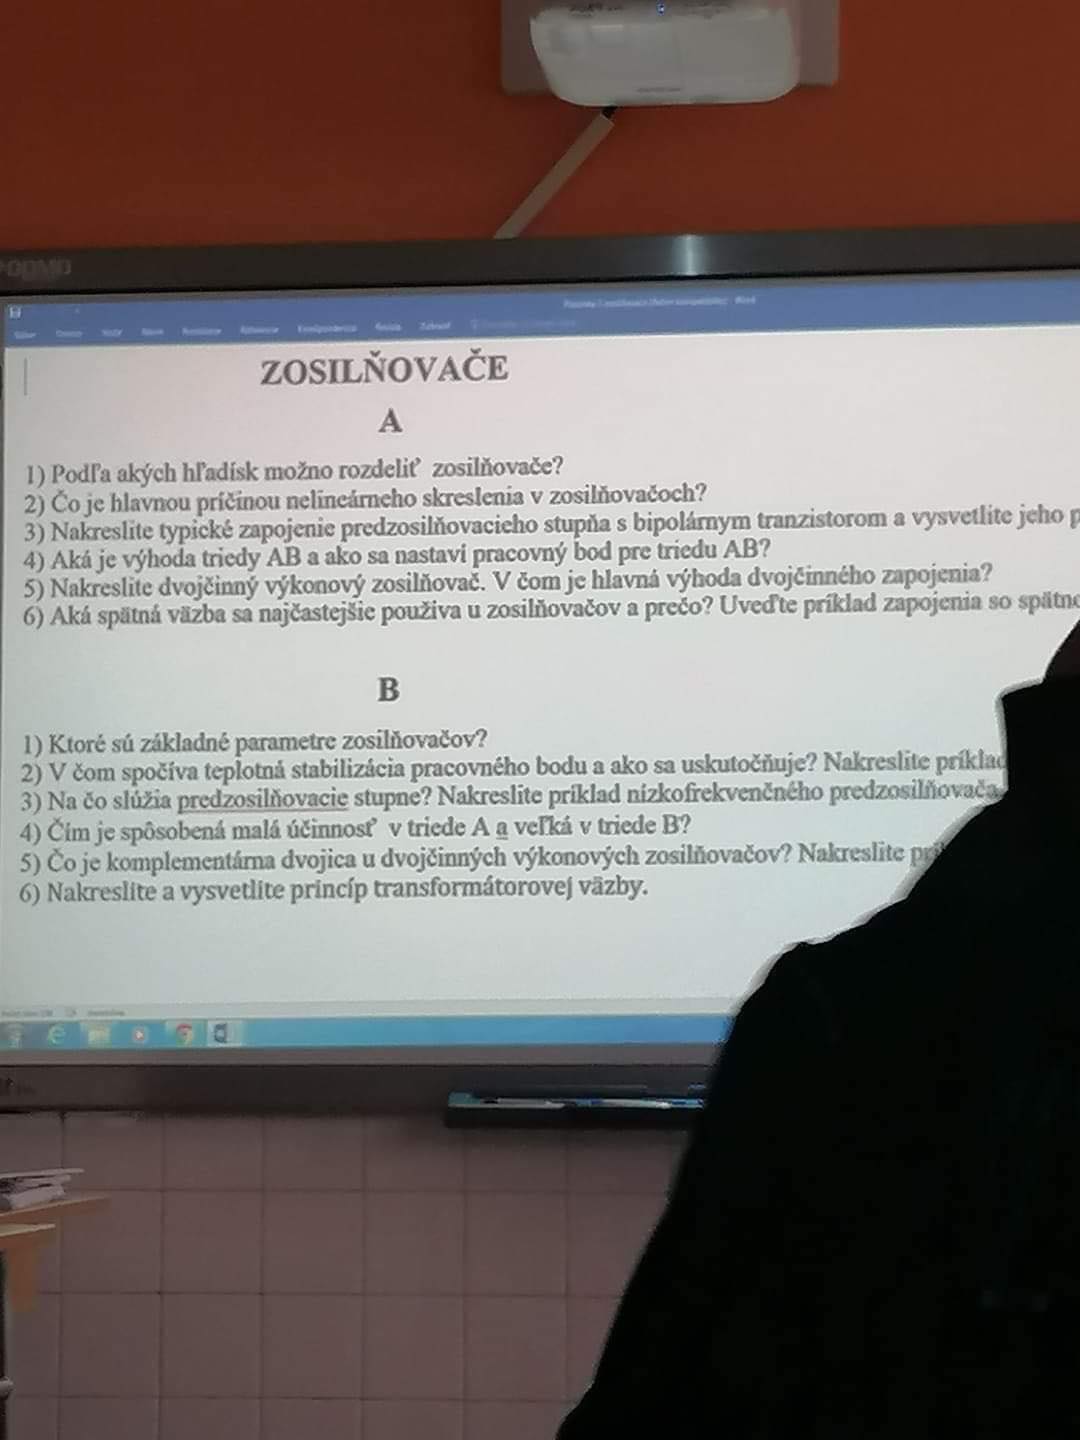 ZOSILŇOVAČE
A
1) Podľa akých hľadísk možno rozdeliť zosilňovače?
2) Čo je hlavnou príčinou nelineárneho skreslenia v zosilňovačoch?
3) Nakreslite typické zapojenie predzosilňovacieho stupňa s bipolárnym tranzistorom a vysvetlite jeho p
4) Aká je výhoda triedy AB a ako sa nastaví pracovný bod pre triedu AB?
5) Nakreslite dvojčinný výkonový zosilňovač. V čom je hlavná výhoda dvojčinného zapojenia?
6) Aká spätná väzba sa najčastejšie používa u zosilňovačov a prečo? Uveďte príklad zapojenia so spätno
B
1) Ktoré sú základné parametre zosilňovačov?
2) V čom spočíva teplotná stabilizácia pracovného bodu a ako sa uskutočňuje? Nakreslite príklad
3) Na čo slúžia predzosilňovacie stupne? Nakreslite príklad nízkofrekvenčného predzosilňovača.
4) Čím je spôsobená malá účinnosť v triede A a veľká v triede B?
5) Čo je komplementárna dvojica u dvojčinných výkonových zosilňovačov? Nakreslite prí
6) Nakreslite a vysvetlite princíp transformátorovej väzby.